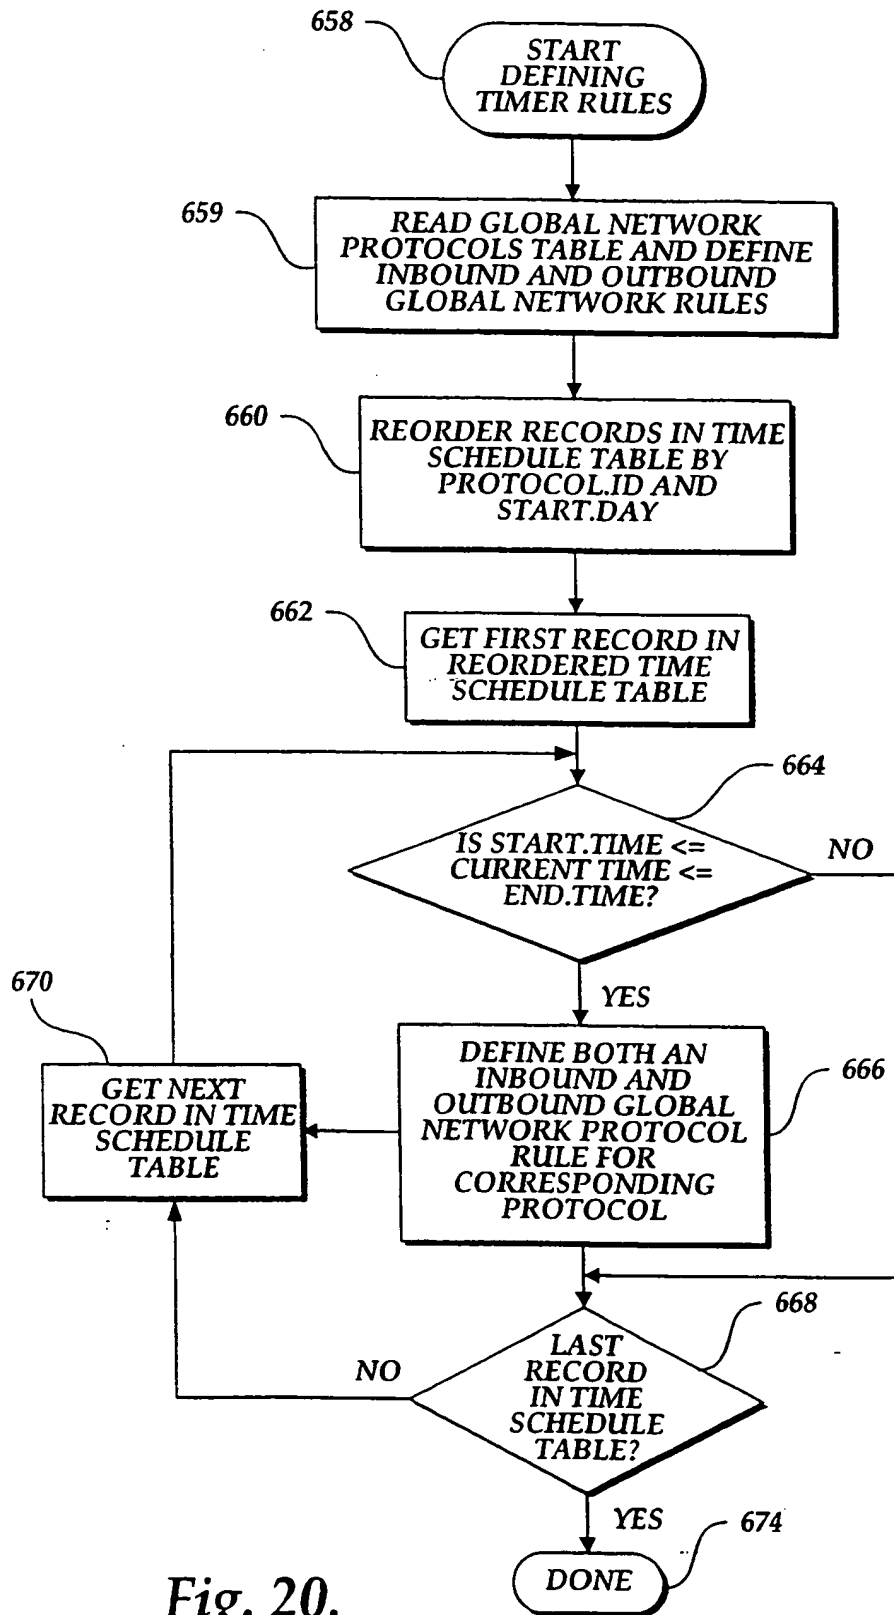 658
START
DEFINING
TIMER RULES
659
READ GLOBAL NETWORK
PROTOCOLS TABLE AND DEFINE
INBOUND AND OUTBOUND
GLOBAL NETWORK RULES
660
REORDER RECORDS IN TIME
SCHEDULE TABLE BY
PROTOCOL.ID AND
START.DAY
662
GET FIRST RECORD IN
REORDERED TIME
SCHEDULE TABLE
664
IS START.TIME <=
CURRENT TIME <=
END.TIME?
NO
YES
670
GET NEXT
RECORD IN TIME
SCHEDULE
TABLE
DEFINE BOTH AN
INBOUND AND
OUTBOUND GLOBAL
NETWORK PROTOCOL
RULE FOR
CORRESPONDING
PROTOCOL
666
668
LAST
RECORD
IN TIME
SCHEDULE
TABLE?
NO
YES
674
DONE
Fig. 20.